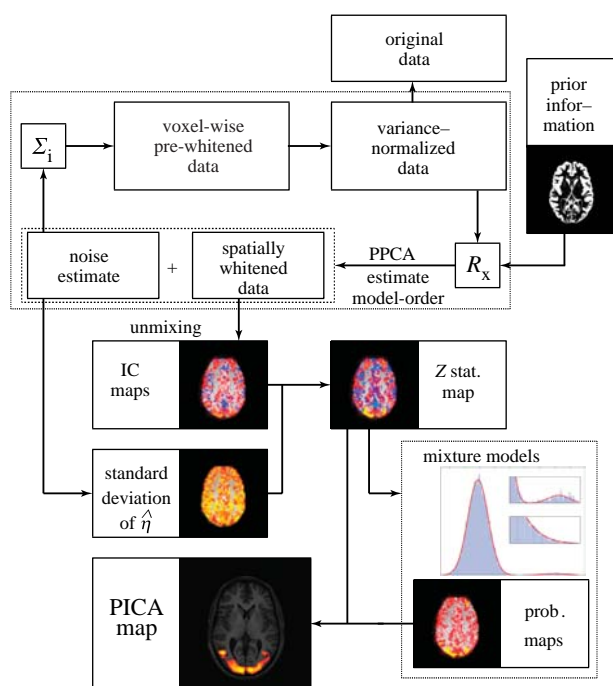 original
data
prior
infor–
mation
Σi
voxel-wise
pre-whitened
data
variance–
normalized
data
noise
estimate
+
spatially
whitened
data
PPCA
estimate
model-order
Rx
unmixing
IC
maps
Z stat.
map
standard
deviation
of η̂
mixture models
PICA
map
prob.
maps